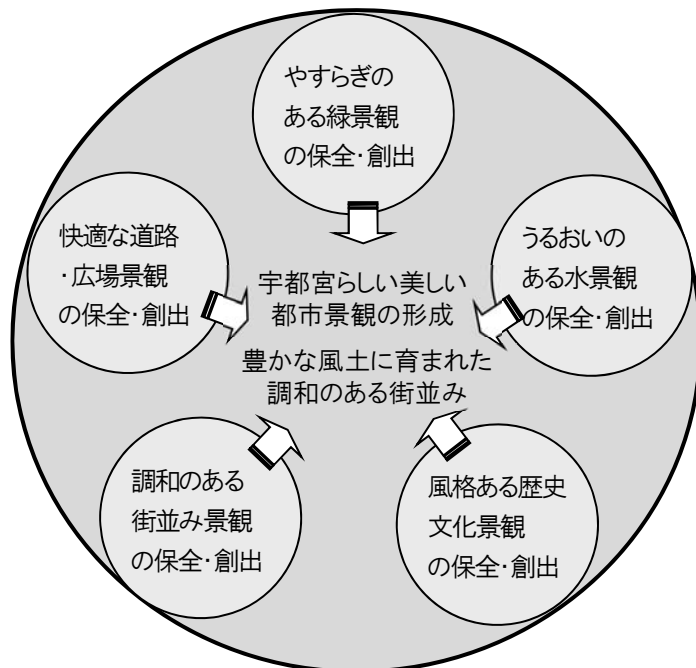 やすらぎの
ある緑景観
の保全・創出
快適な道路
・広場景観
の保全・創出
うるおいの
ある水景観
の保全・創出
宇都宮らしい美しい
都市景観の形成
豊かな風土に育まれた
調和のある街並み
調和のある
街並み景観
の保全・創出
風格ある歴史
文化景観
の保全・創出